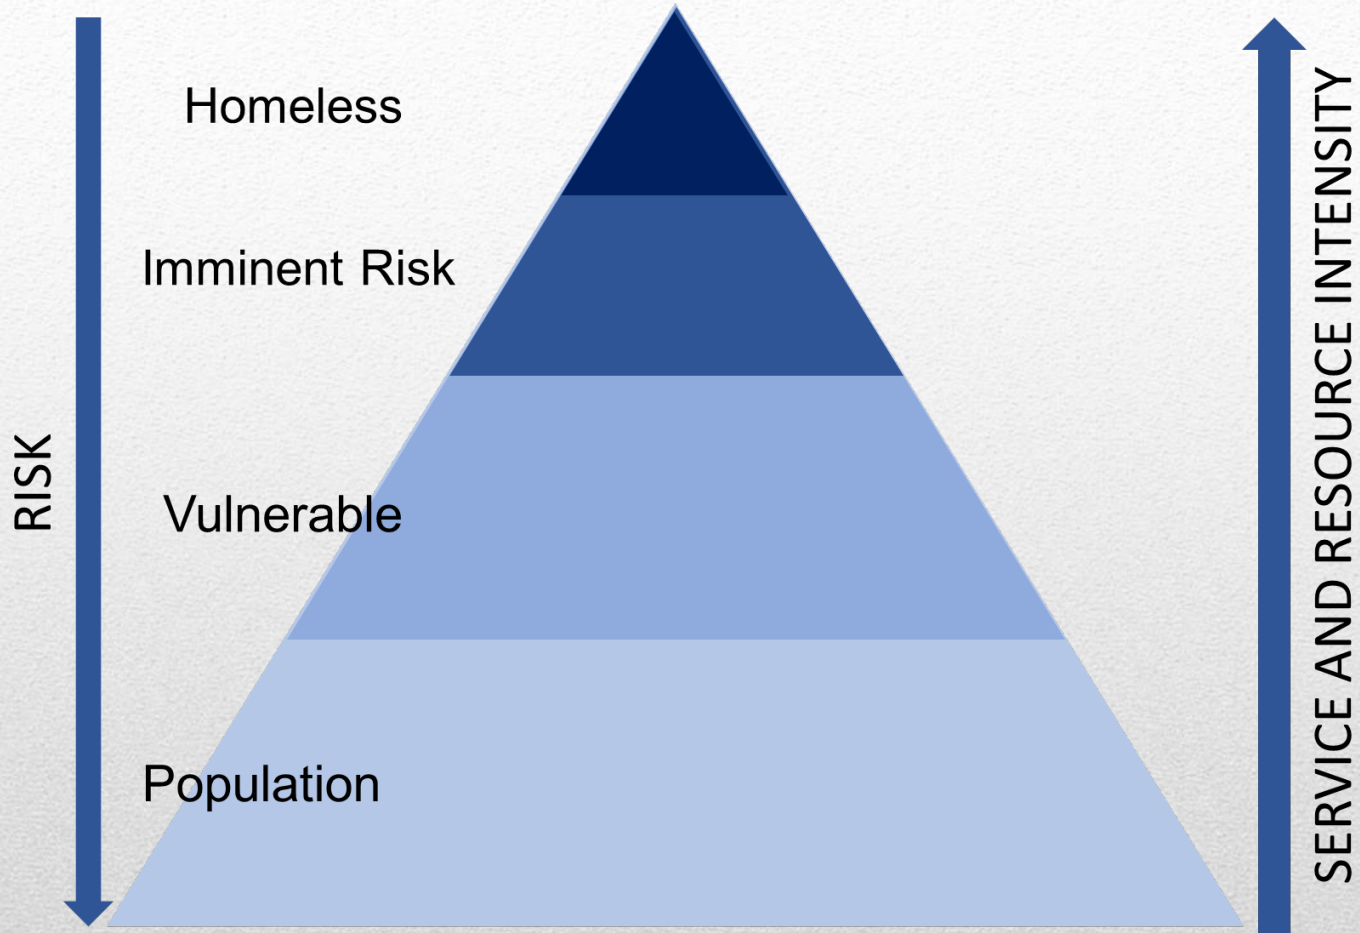 Homeless
Imminent Risk
Vulnerable
Population
RISK
SERVICE AND RESOURCE INTENSITY